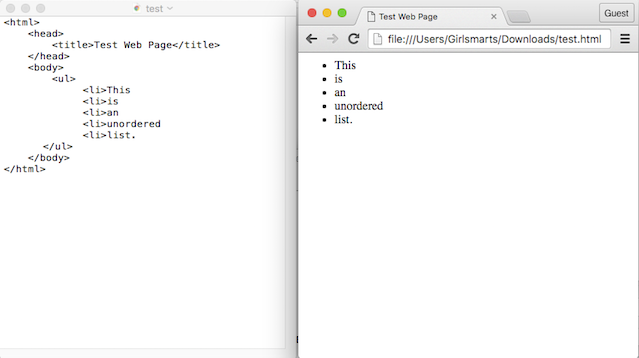 test
<html>
<head>
<title>Test Web Page</title>
</head>
<body>
<ul>
<li>This
<li>is
<li>an
<li>unordered
<li>list.
</ul>
</body>
</html>
Test Web Page
Guest
file:///Users/Girlsmarts/Downloads/test.html
This
is
an
unordered
list.